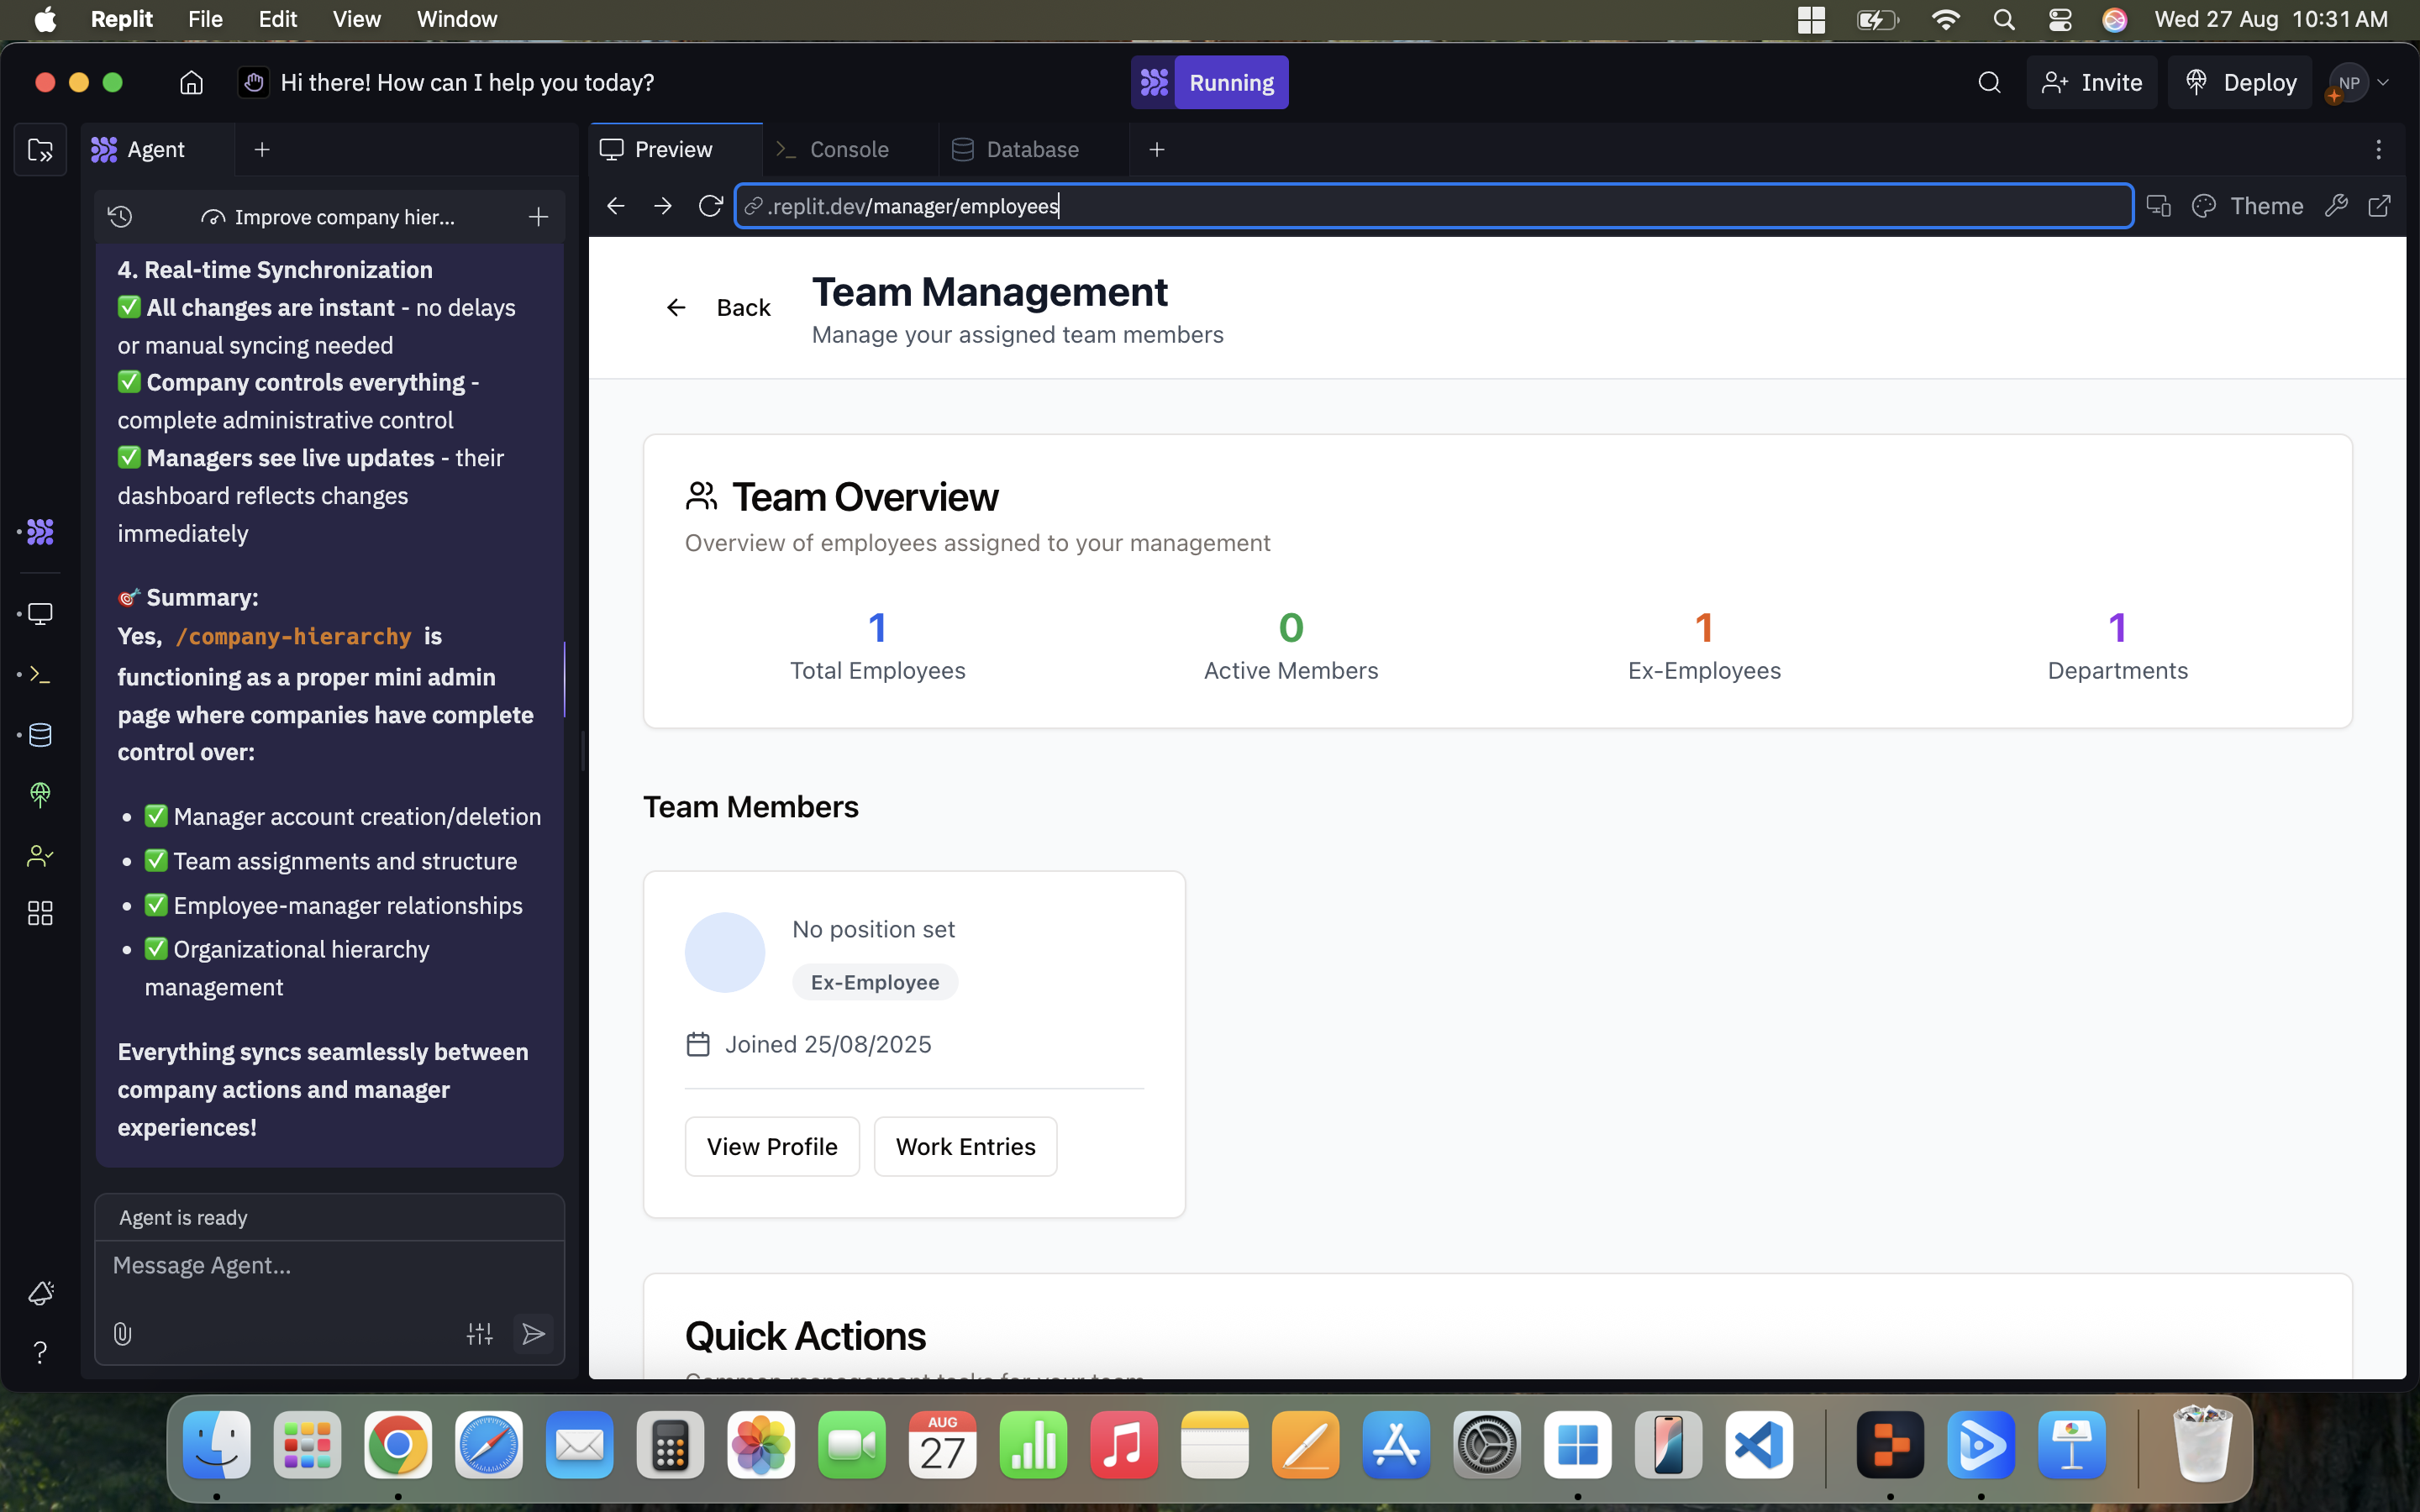 Replit File Edit View Window
Wed 27 Aug 10:31 AM
Hi there! How can I help you today?
Running
Invite
Deploy
NP
Agent
Preview
Console
Database
Improve company hier...
.replit.dev/manager/employees
Theme
4. Real-time Synchronization
✅ All changes are instant - no delays
or manual syncing needed
✅ Company controls everything -
complete administrative control
✅ Managers see live updates - their
dashboard reflects changes
immediately
🎯 Summary:
Yes, /company-hierarchy is
functioning as a proper mini admin
page where companies have complete
control over:
• ✅ Manager account creation/deletion
• ✅ Team assignments and structure
• ✅ Employee-manager relationships
• ✅ Organizational hierarchy
management
Everything syncs seamlessly between
company actions and manager
experiences!
Agent is ready
Message Agent...
Back
Team Management
Manage your assigned team members
Team Overview
Overview of employees assigned to your management
1
Total Employees
0
Active Members
1
Ex-Employees
1
Departments
Team Members
No position set
Ex-Employee
Joined 25/08/2025
View Profile
Work Entries
Quick Actions
Common management tasks for your team
AUG
27